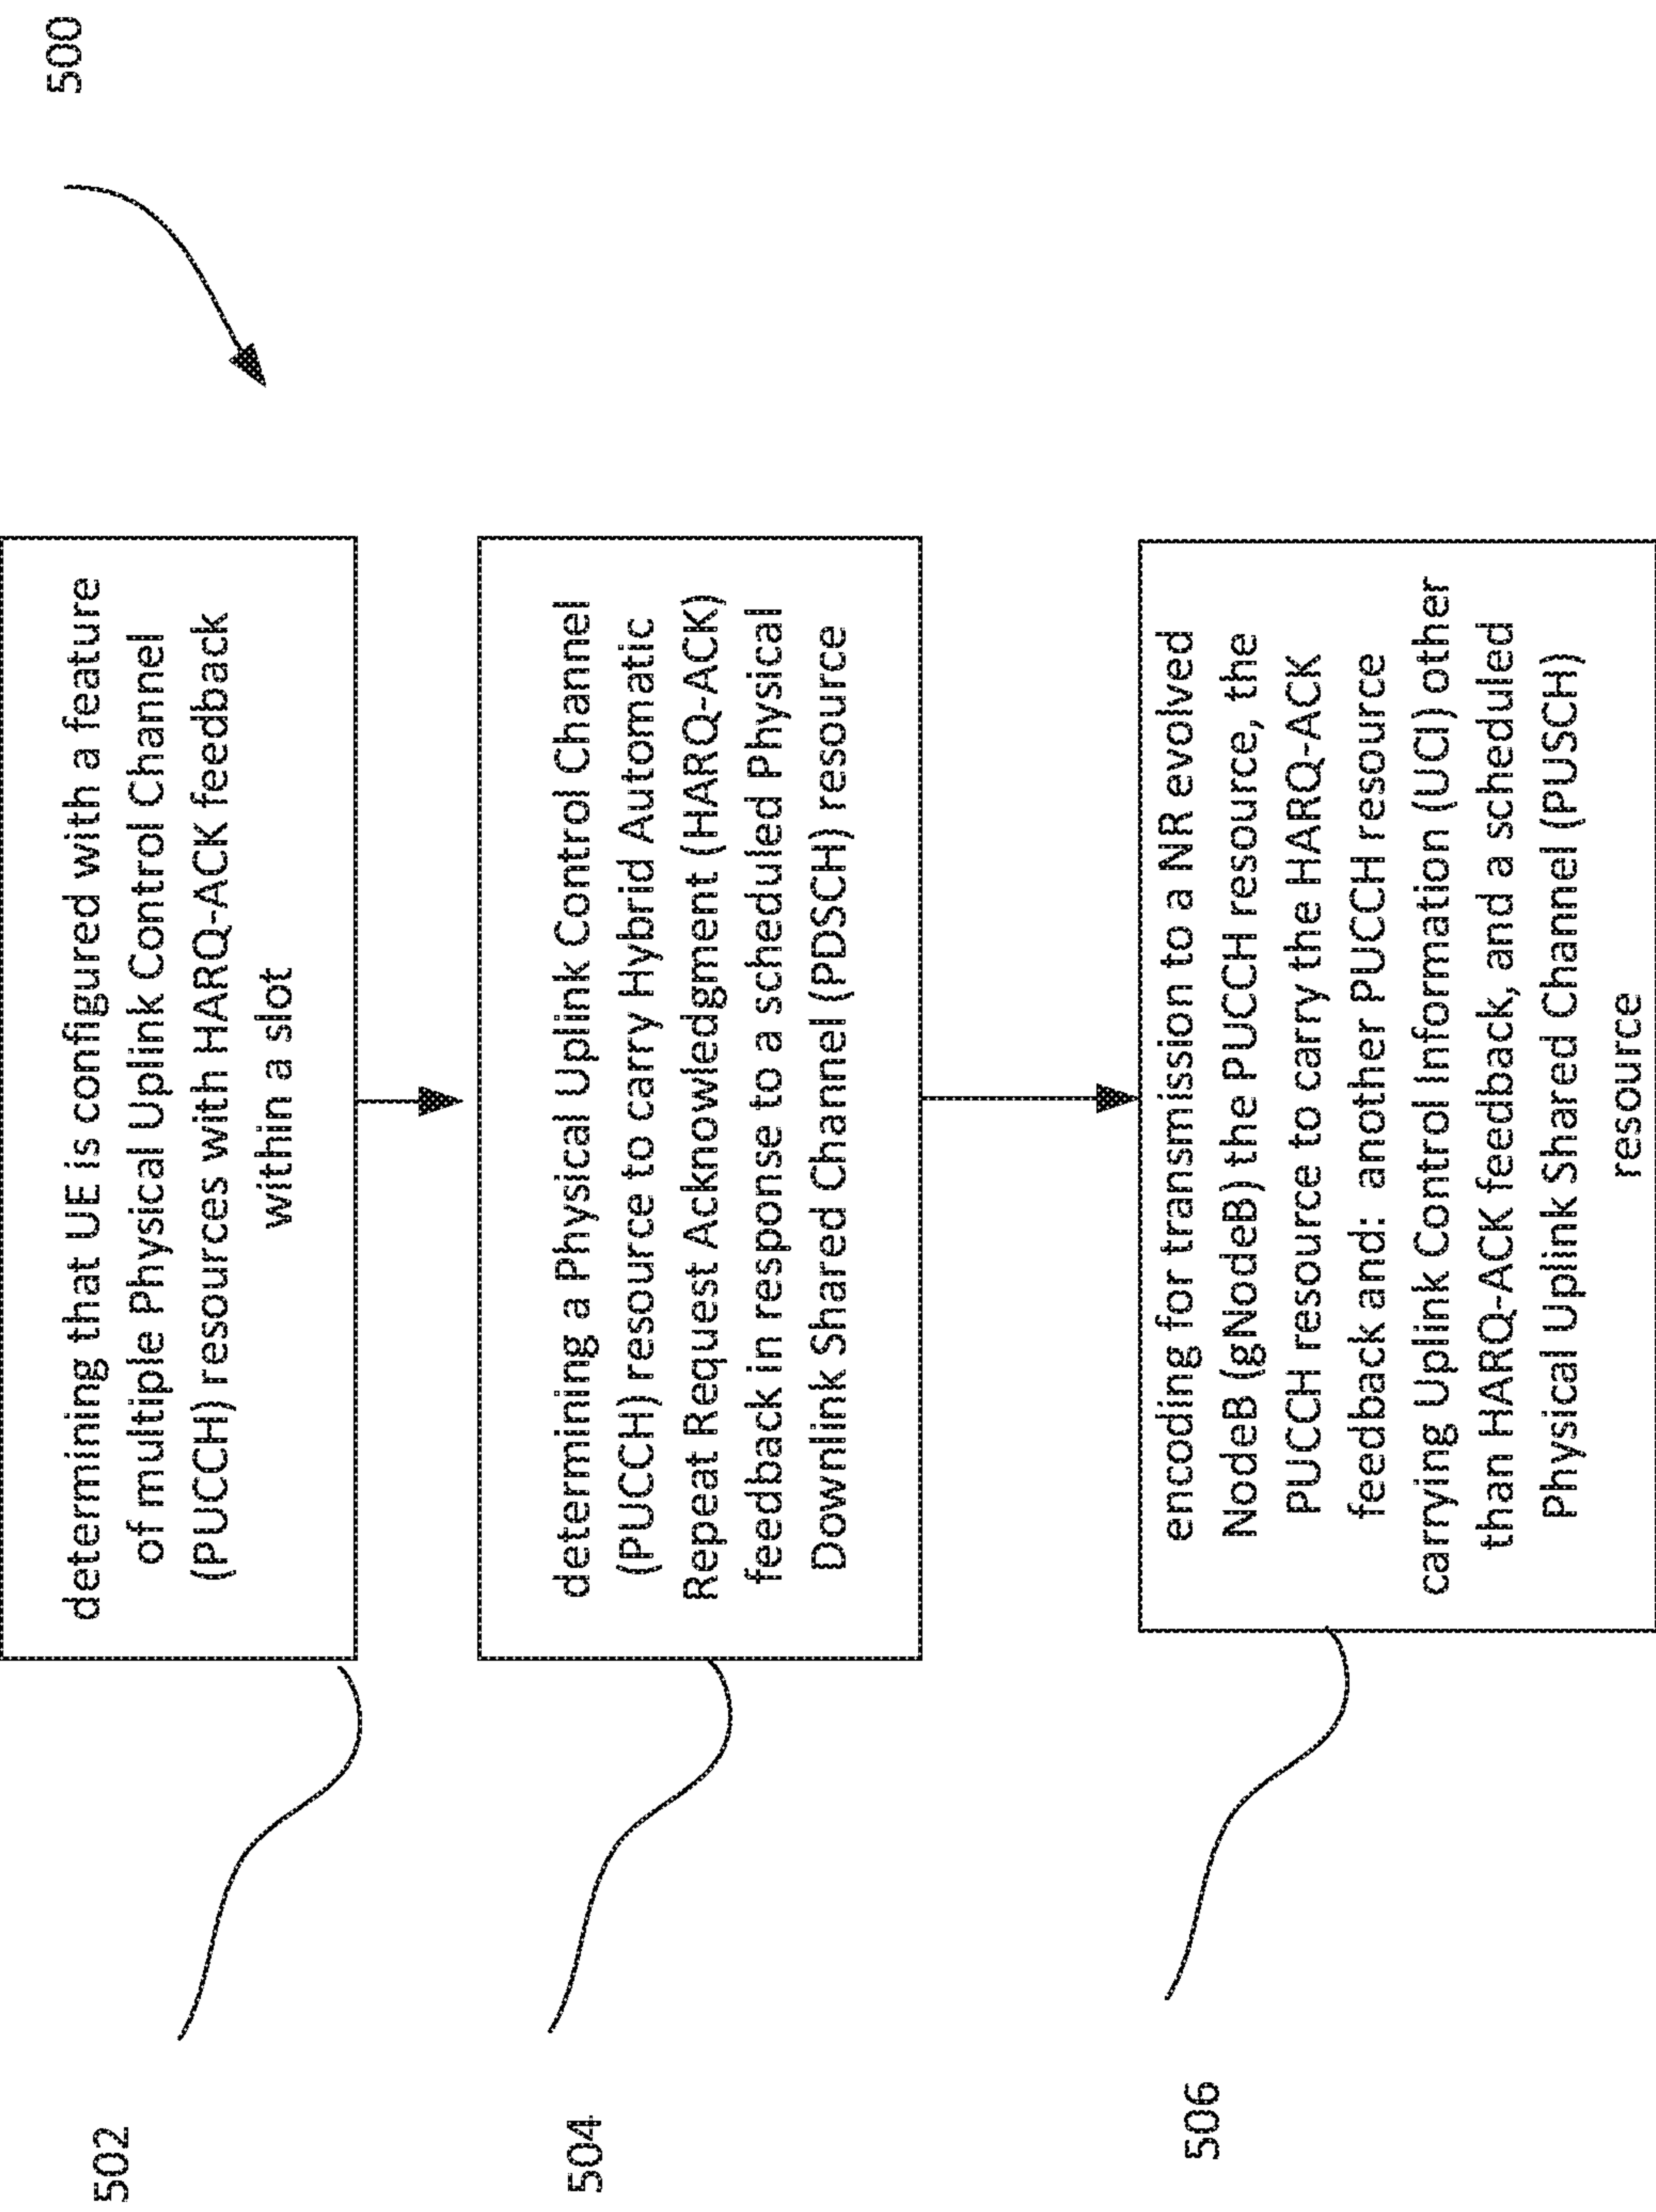 500
502
determining that UE is configured with a feature
of multiple Physical Uplink Control Channel
(PUCCH) resources with HARQ-ACK feedback
within a slot
504
determining a Physical Uplink Control Channel
(PUCCH) resource to carry Hybrid Automatic
Repeat Request Acknowledgment (HARQ-ACK)
feedback in response to a scheduled Physical
Downlink Shared Channel (PDSCH) resource
506
encoding for transmission to a NR evolved
NodeB (gNodeB) the PUCCH resource, the
PUCCH resource to carry the HARQ-ACK
feedback and: another PUCCH resource
carrying Uplink Control Information (UCI) other
than HARQ-ACK feedback, and a scheduled
Physical Uplink Shared Channel (PUSCH)
resource